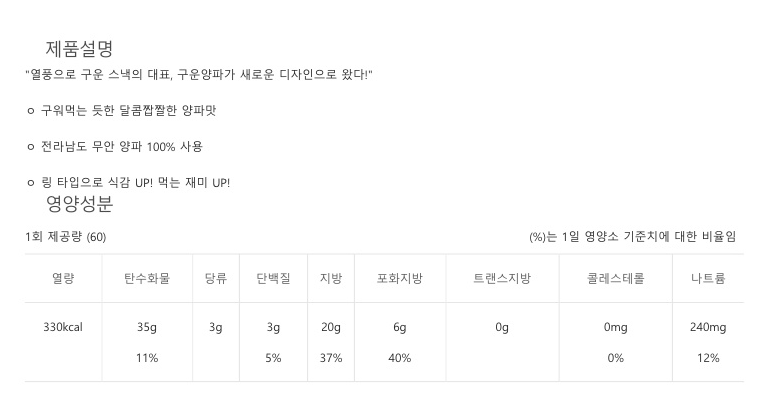 제품설명
"열풍으로 구운 스낵의 대표, 구운양파가 새로운 디자인으로 왔다!"
ㅇ 구워먹는 듯한 달콤짭짤한 양파맛
ㅇ 전라남도 무안 양파 100% 사용
ㅇ 링 타입으로 식감 UP! 먹는 재미 UP!
영양성분
1회 제공량 (60) (%)는 1일 영양소 기준치에 대한 비율임
열량 탄수화물 당류 단백질 지방 포화지방 트랜스지방 콜레스테롤 나트륨
330kcal 35g 3g 3g 20g 6g 0g 0mg 240mg
11% 5% 37% 40% 0% 12%